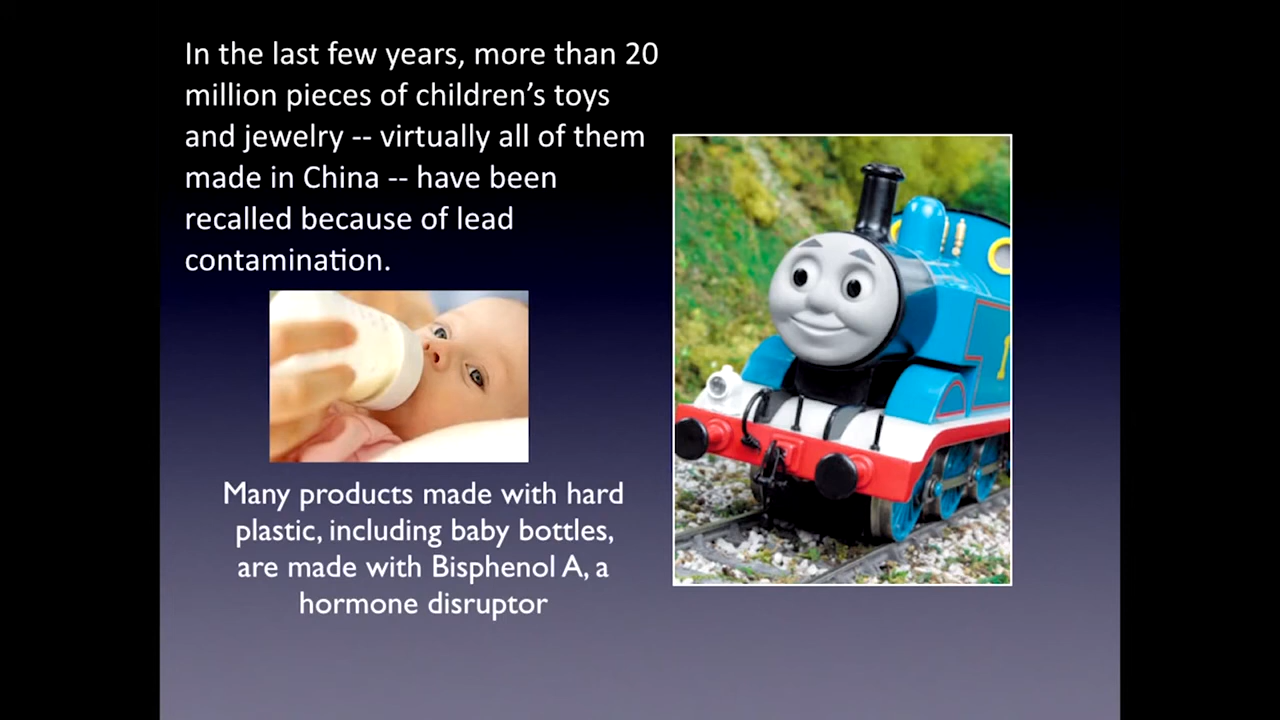 In the last few years, more than 20
million pieces of children’s toys
and jewelry -- virtually all of them
made in China -- have been
recalled because of lead
contamination.
Many products made with hard
plastic, including baby bottles,
are made with Bisphenol A, a
hormone disruptor